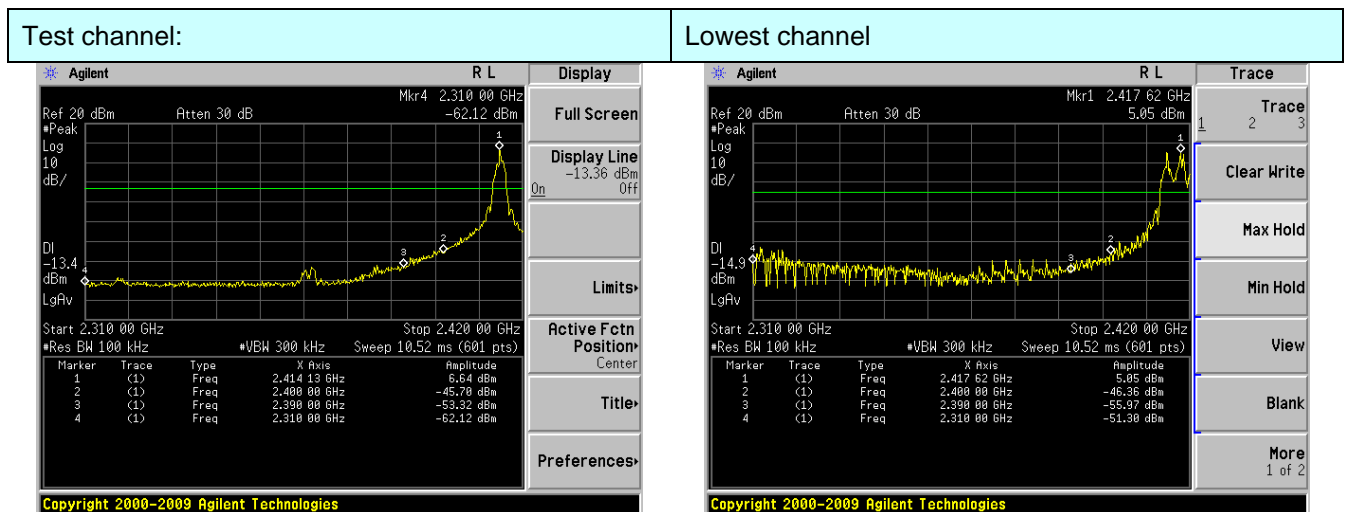 Test channel: Lowest channel
Agilent R L Display
Mkr4 2.310 00 GHz
Ref 20 dBm Atten 30 dB -62.12 dBm
#Peak
Log
10
dB/
1
2
3
4
DI
-13.4
dBm
LgAv
Start 2.310 00 GHz Stop 2.420 00 GHz
#Res BW 100 kHz #VBW 300 kHz Sweep 10.52 ms (601 pts)
Marker Trace Type X Axis Amplitude
1 (1) Freq 2.414 13 GHz 6.64 dBm
2 (1) Freq 2.400 00 GHz -45.70 dBm
3 (1) Freq 2.390 00 GHz -53.32 dBm
4 (1) Freq 2.310 00 GHz -62.12 dBm
Full Screen
Display Line
-13.36 dBm
On Off
Limits
Active Fctn
Position
Center
Title
Preferences
Copyright 2000-2009 Agilent Technologies
Agilent R L Trace
Mkr1 2.417 62 GHz
Ref 20 dBm Atten 30 dB 5.05 dBm
#Peak
Log
10
dB/
1
2
3
4
DI
-14.9
dBm
LgAv
Start 2.310 00 GHz Stop 2.420 00 GHz
#Res BW 100 kHz #VBW 300 kHz Sweep 10.52 ms (601 pts)
Marker Trace Type X Axis Amplitude
1 (1) Freq 2.417 62 GHz 5.05 dBm
2 (1) Freq 2.400 00 GHz -46.36 dBm
3 (1) Freq 2.390 00 GHz -55.97 dBm
4 (1) Freq 2.310 00 GHz -51.30 dBm
Trace
1 2 3
Clear Write
Max Hold
Min Hold
View
Blank
More
1 of 2
Copyright 2000-2009 Agilent Technologies